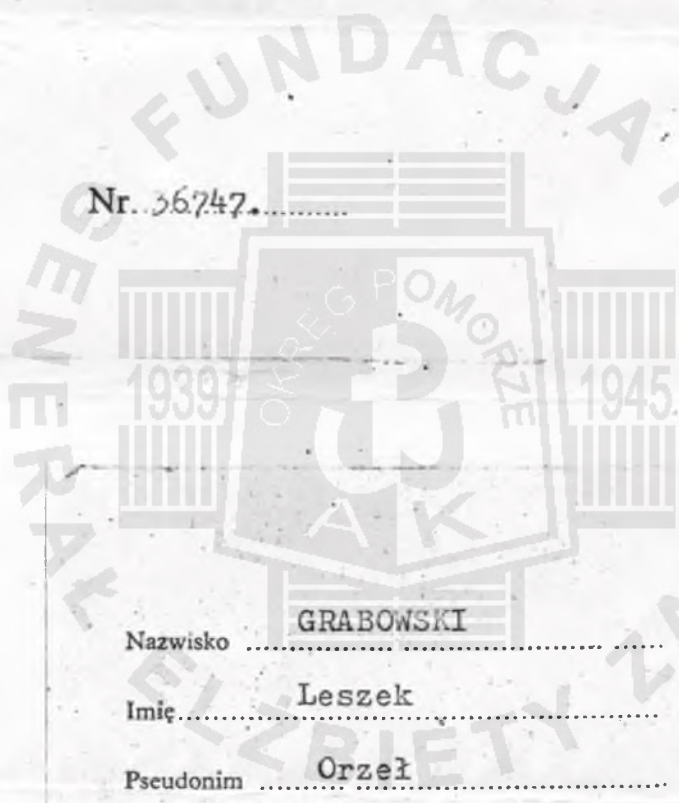 FUNDACJA
GENERAŁ
ELŻBIETY
Nr. 36747.
OKRĘG POMORZE
1939
1945
AK
Nazwisko GRABOWSKI
Imię Leszek
Pseudonim Orzeł